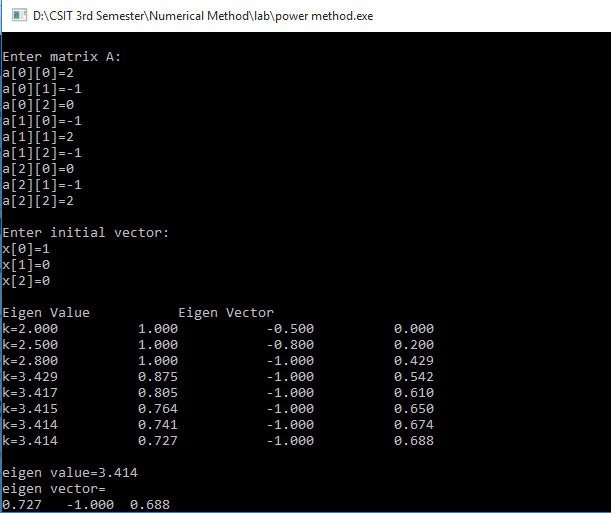 D:\CSIT 3rd Semester\Numerical Method\lab\power method.exe
Enter matrix A:
a[0][0]=2
a[0][1]=-1
a[0][2]=0
a[1][0]=-1
a[1][1]=2
a[1][2]=-1
a[2][0]=0
a[2][1]=-1
a[2][2]=2
Enter initial vector:
x[0]=1
x[1]=0
x[2]=0
Eigen Value Eigen Vector
k=2.000 1.000 -0.500 0.000
k=2.500 1.000 -0.800 0.200
k=2.800 1.000 -1.000 0.429
k=3.429 0.875 -1.000 0.542
k=3.417 0.805 -1.000 0.610
k=3.415 0.764 -1.000 0.650
k=3.414 0.741 -1.000 0.674
k=3.414 0.727 -1.000 0.688
eigen value=3.414
eigen vector=
0.727 -1.000 0.688